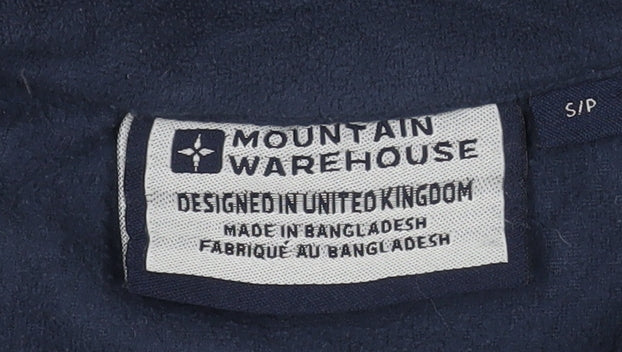 MOUNTAIN
WAREHOUSE
DESIGNED IN UNITED KINGDOM
MADE IN BANGLADESH
FABRIQUÉ AU BANGLADESH
S/P